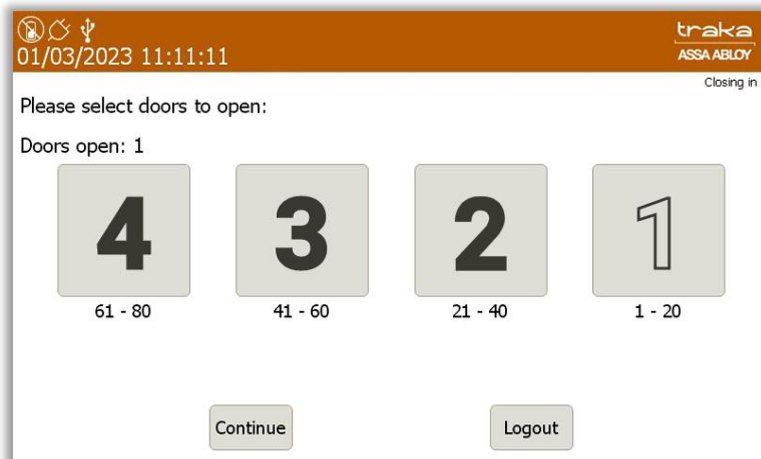 traka
01/03/2023 11:11:11
ASSA ABLOY
Closing in
Please select doors to open:
Doors open: 1
4 3 2 1
61 - 80 41 - 60 21 - 40 1 - 20
Continue Logout